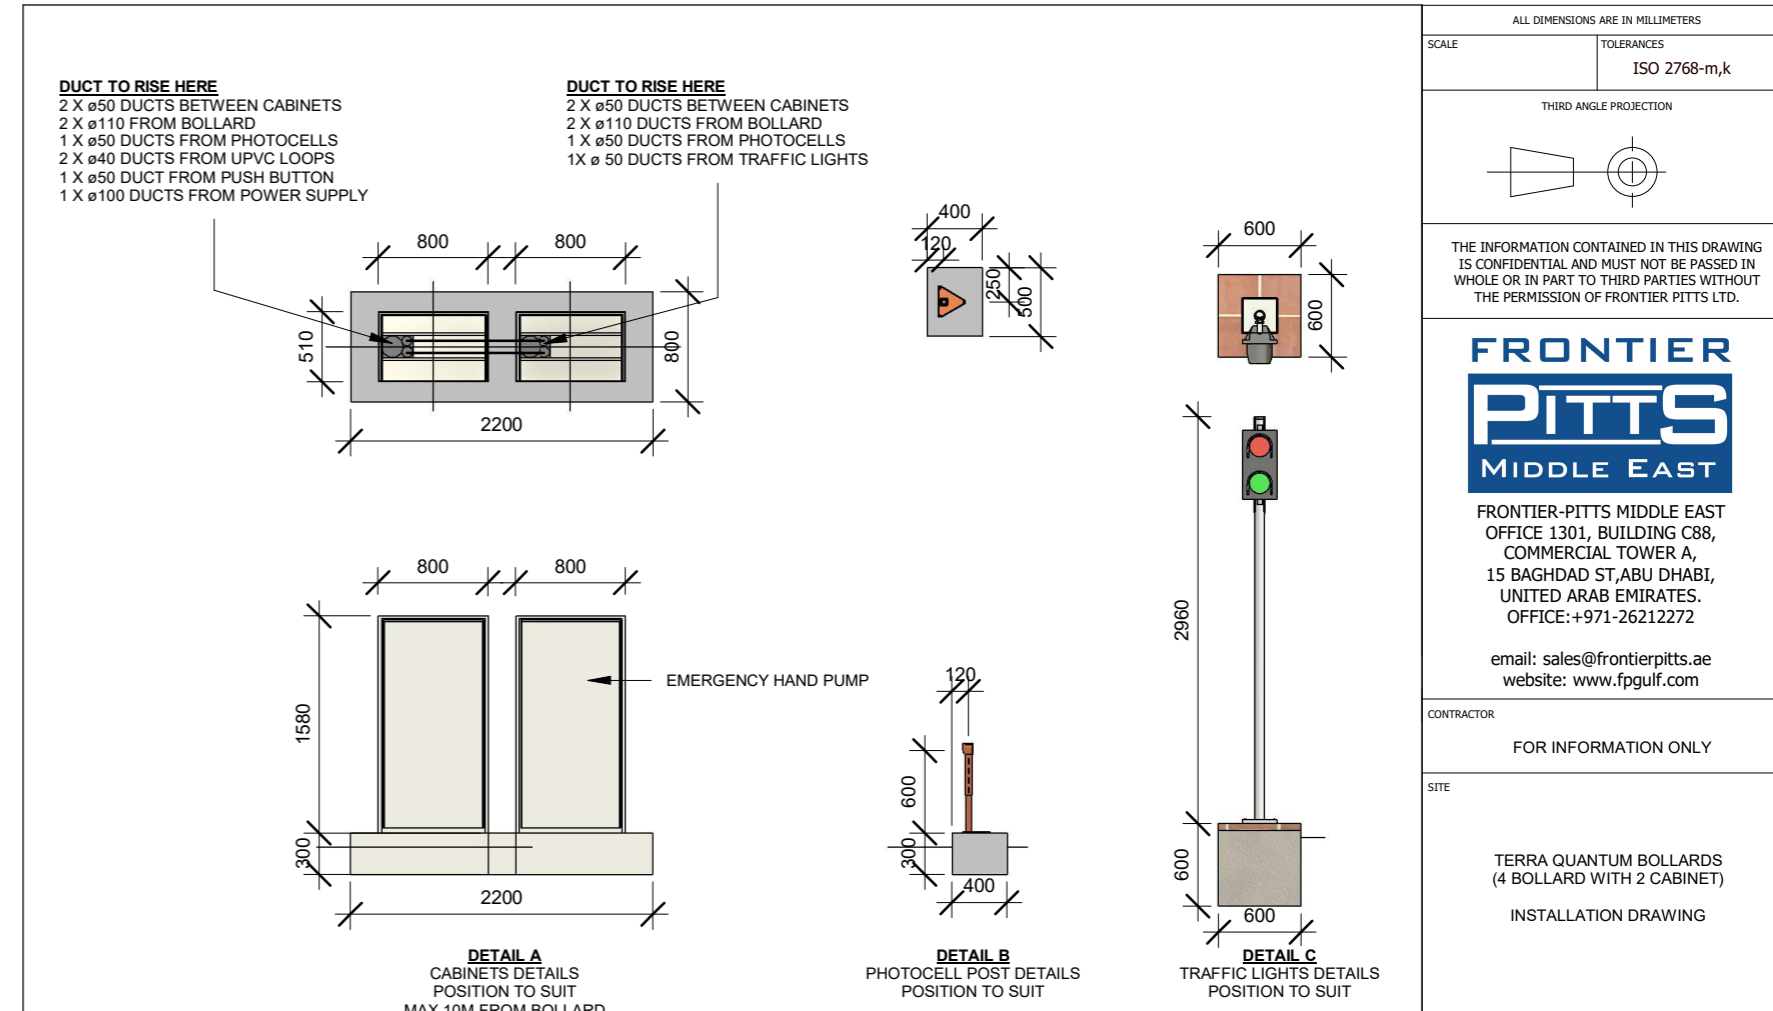 DUCT TO RISE HERE
2 X ø50 DUCTS BETWEEN CABINETS
2 X ø110 FROM BOLLARD
1 X ø50 DUCTS FROM PHOTOCELLS
2 X ø40 DUCTS FROM UPVC LOOPS
1 X ø50 DUCT FROM PUSH BUTTON
1 X ø100 DUCTS FROM POWER SUPPLY
DUCT TO RISE HERE
2 X ø50 DUCTS BETWEEN CABINETS
2 X ø110 DUCTS FROM BOLLARD
1 X ø50 DUCTS FROM PHOTOCELLS
1X ø 50 DUCTS FROM TRAFFIC LIGHTS
800
800
510
800
2200
400
120
250
500
600
600
800
800
1580
300
2200
EMERGENCY HAND PUMP
120
600
300
400
2960
600
600
DETAIL A
CABINETS DETAILS
POSITION TO SUIT
MAX 10M FROM BOLLARD
DETAIL B
PHOTOCELL POST DETAILS
POSITION TO SUIT
DETAIL C
TRAFFIC LIGHTS DETAILS
POSITION TO SUIT
ALL DIMENSIONS ARE IN MILLIMETERS
SCALE
TOLERANCES
ISO 2768-m,k
THIRD ANGLE PROJECTION
THE INFORMATION CONTAINED IN THIS DRAWING
IS CONFIDENTIAL AND MUST NOT BE PASSED IN
WHOLE OR IN PART TO THIRD PARTIES WITHOUT
THE PERMISSION OF FRONTIER PITTS LTD.
FRONTIER
PITTS
MIDDLE EAST
FRONTIER-PITTS MIDDLE EAST
OFFICE 1301, BUILDING C88,
COMMERCIAL TOWER A,
15 BAGHDAD ST,ABU DHABI,
UNITED ARAB EMIRATES.
OFFICE:+971-26212272
email: sales@frontierpitts.ae
website: www.fpgulf.com
CONTRACTOR
FOR INFORMATION ONLY
SITE
TERRA QUANTUM BOLLARDS
(4 BOLLARD WITH 2 CABINET)
INSTALLATION DRAWING